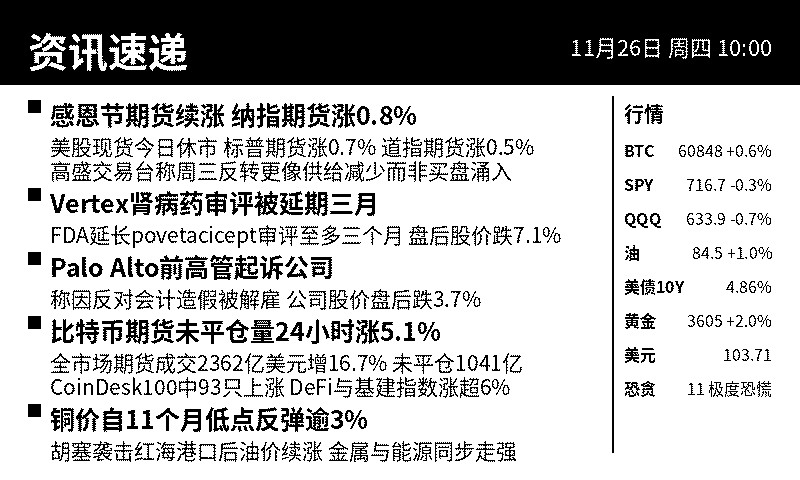 资讯速递
11月26日 周四 10:00
感恩节期货续涨 纳指期货涨0.8%
美股现货今日休市 标普期货涨0.7% 道指期货涨0.5%
高盛交易台称周三反转更像供给减少而非买盘涌入
Vertex肾病药审评被延期三月
FDA延长povetacicept审评至多三个月 盘后股价跌7.1%
Palo Alto前高管起诉公司
称因反对会计造假被解雇 公司股价盘后跌3.7%
比特币期货未平仓量24小时涨5.1%
全市场期货成交2362亿美元增16.7% 未平仓1041亿
CoinDesk100中93只上涨 DeFi与基建指数涨超6%
铜价自11个月低点反弹逾3%
胡塞袭击红海港口后油价续涨 金属与能源同步走强
行情
BTC 60848 +0.6%
SPY 716.7 -0.3%
QQQ 633.9 -0.7%
油 84.5 +1.0%
美债10Y 4.86%
黄金 3605 +2.0%
美元 103.71
恐贪 11 极度恐慌